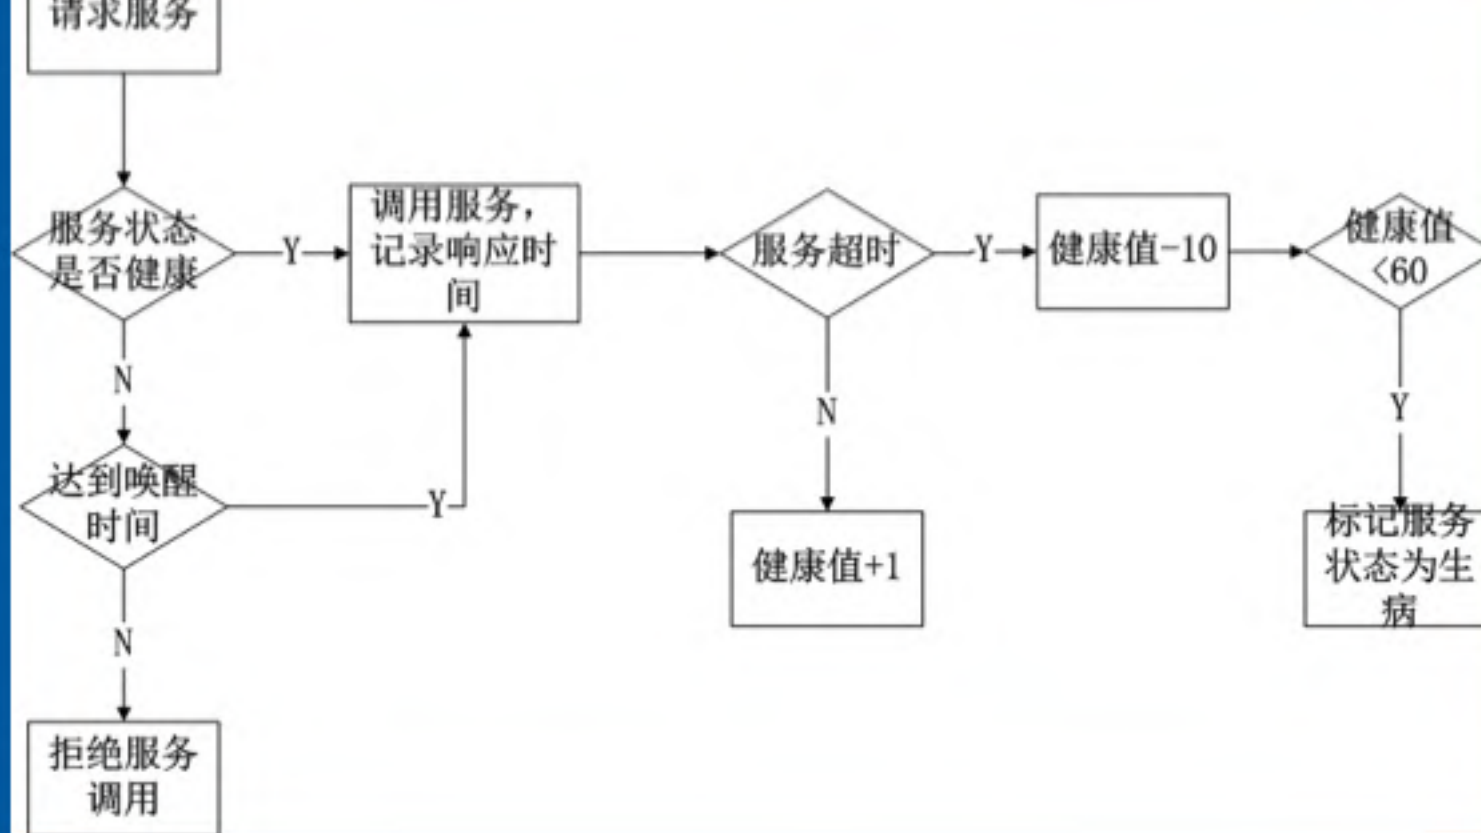 请求服务
服务状态
是否健康
Y
调用服务，
记录响应时
间
服务超时
Y
健康值-10
健康值
<60
N
N
Y
达到唤醒
时间
Y
健康值+1
标记服务
状态为生
病
N
拒绝服务
调用